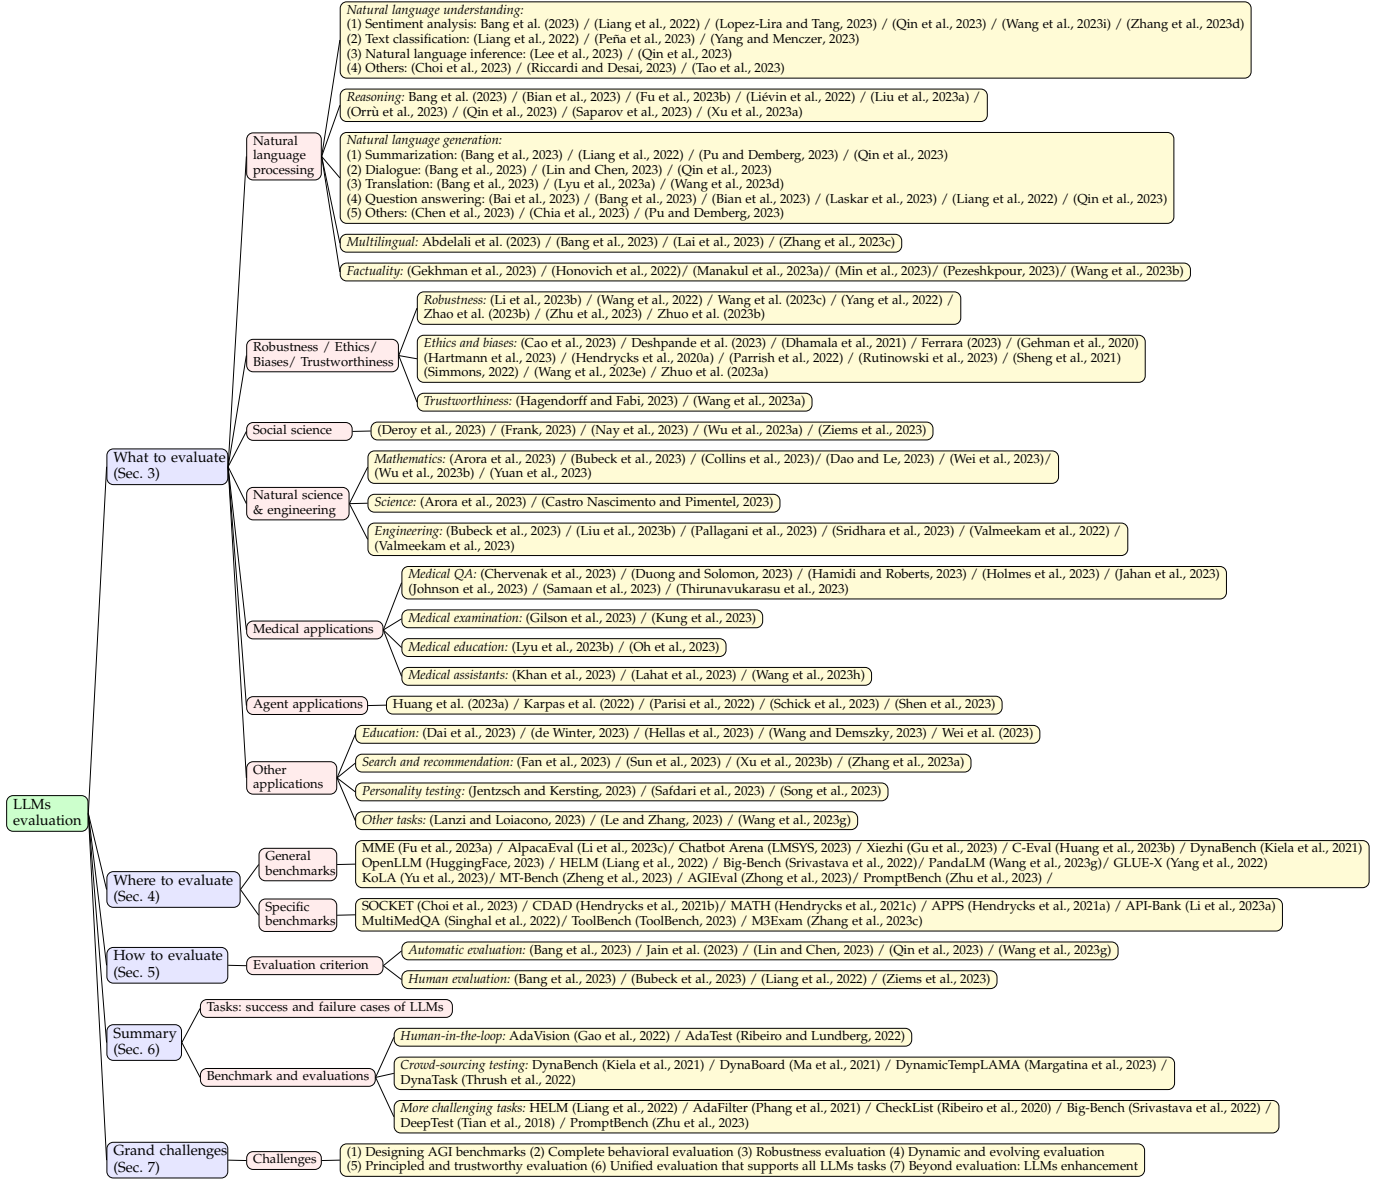 Natural language understanding:
(1) Sentiment analysis: Bang et al. (2023) / (Liang et al., 2022) / (Lopez-Lira and Tang, 2023) / (Qin et al., 2023) / (Wang et al., 2023i) / (Zhang et al., 2023d)
(2) Text classification: (Liang et al., 2022) / (Peña et al., 2023) / (Yang and Menczer, 2023)
(3) Natural language inference: (Lee et al., 2023) / (Qin et al., 2023)
(4) Others: (Choi et al., 2023) / (Riccardi and Desai, 2023) / (Tao et al., 2023)
Reasoning: Bang et al. (2023) / (Bian et al., 2023) / (Fu et al., 2023b) / (Liévin et al., 2022) / (Liu et al., 2023a) /
(Orrù et al., 2023) / (Qin et al., 2023) / (Saparov et al., 2023) / (Xu et al., 2023a)
Natural
language
processing
Natural language generation:
(1) Summarization: (Bang et al., 2023) / (Liang et al., 2022) / (Pu and Demberg, 2023) / (Qin et al., 2023)
(2) Dialogue: (Bang et al., 2023) / (Lin and Chen, 2023) / (Qin et al., 2023)
(3) Translation: (Bang et al., 2023) / (Lyu et al., 2023a) / (Wang et al., 2023d)
(4) Question answering: (Bai et al., 2023) / (Bang et al., 2023) / (Bian et al., 2023) / (Laskar et al., 2023) / (Liang et al., 2022) / (Qin et al., 2023)
(5) Others: (Chen et al., 2023) / (Chia et al., 2023) / (Pu and Demberg, 2023)
Multilingual: Abdelali et al. (2023) / (Bang et al., 2023) / (Lai et al., 2023) / (Zhang et al., 2023c)
Factuality: (Gekhman et al., 2023) / (Honovich et al., 2022)/ (Manakul et al., 2023a)/ (Min et al., 2023)/ (Pezeshkpour, 2023)/ (Wang et al., 2023b)
Robustness: (Li et al., 2023b) / (Wang et al., 2022) / Wang et al. (2023c) / (Yang et al., 2022) /
Zhao et al. (2023b) / (Zhu et al., 2023) / Zhuo et al. (2023b)
Robustness / Ethics/
Biases/ Trustworthiness
Ethics and biases: (Cao et al., 2023) / Deshpande et al. (2023) / (Dhamala et al., 2021) / Ferrara (2023) / (Gehman et al., 2020)
(Hartmann et al., 2023) / (Hendrycks et al., 2020a) / (Parrish et al., 2022) / (Rutinowski et al., 2023) / (Sheng et al., 2021)
(Simmons, 2022) / (Wang et al., 2023e) / Zhuo et al. (2023a)
Trustworthiness: (Hagendorff and Fabi, 2023) / (Wang et al., 2023a)
Social science
(Deroy et al., 2023) / (Frank, 2023) / (Nay et al., 2023) / (Wu et al., 2023a) / (Ziems et al., 2023)
What to evaluate
(Sec. 3)
Mathematics: (Arora et al., 2023) / (Bubeck et al., 2023) / (Collins et al., 2023)/ (Dao and Le, 2023) / (Wei et al., 2023)/
(Wu et al., 2023b) / (Yuan et al., 2023)
Natural science
& engineering
Science: (Arora et al., 2023) / (Castro Nascimento and Pimentel, 2023)
Engineering: (Bubeck et al., 2023) / (Liu et al., 2023b) / (Pallagani et al., 2023) / (Sridhara et al., 2023) / (Valmeekam et al., 2022) /
(Valmeekam et al., 2023)
Medical QA: (Chervenak et al., 2023) / (Duong and Solomon, 2023) / (Hamidi and Roberts, 2023) / (Holmes et al., 2023) / (Jahan et al., 2023)
(Johnson et al., 2023) / (Samaan et al., 2023) / (Thirunavukarasu et al., 2023)
Medical applications
Medical examination: (Gilson et al., 2023) / (Kung et al., 2023)
Medical education: (Lyu et al., 2023b) / (Oh et al., 2023)
Medical assistants: (Khan et al., 2023) / (Lahat et al., 2023) / (Wang et al., 2023h)
Agent applications
Huang et al. (2023a) / Karpas et al. (2022) / (Parisi et al., 2022) / (Schick et al., 2023) / (Shen et al., 2023)
Education: (Dai et al., 2023) / (de Winter, 2023) / (Hellas et al., 2023) / (Wang and Demszky, 2023) / Wei et al. (2023)
Other
applications
Search and recommendation: (Fan et al., 2023) / (Sun et al., 2023) / (Xu et al., 2023b) / (Zhang et al., 2023a)
Personality testing: (Jentzsch and Kersting, 2023) / (Safdari et al., 2023) / (Song et al., 2023)
Other tasks: (Lanzi and Loiacono, 2023) / (Le and Zhang, 2023) / (Wang et al., 2023g)
LLMs
evaluation
General
benchmarks
MME (Fu et al., 2023a) / AlpacaEval (Li et al., 2023c)/ Chatbot Arena (LMSYS, 2023) / Xiezhi (Gu et al., 2023) / C-Eval (Huang et al., 2023b) / DynaBench (Kiela et al., 2021)
OpenLLM (HuggingFace, 2023) / HELM (Liang et al., 2022) / Big-Bench (Srivastava et al., 2022)/ PandaLM (Wang et al., 2023g)/ GLUE-X (Yang et al., 2022)
KoLA (Yu et al., 2023)/ MT-Bench (Zheng et al., 2023) / AGIEval (Zhong et al., 2023)/ PromptBench (Zhu et al., 2023) /
Where to evaluate
(Sec. 4)
Specific
benchmarks
SOCKET (Choi et al., 2023) / CDAD (Hendrycks et al., 2021b)/ MATH (Hendrycks et al., 2021c) / APPS (Hendrycks et al., 2021a) / API-Bank (Li et al., 2023a)
MultiMedQA (Singhal et al., 2022)/ ToolBench (ToolBench, 2023) / M3Exam (Zhang et al., 2023c)
How to evaluate
(Sec. 5)
Evaluation criterion
Automatic evaluation: (Bang et al., 2023) / Jain et al. (2023) / (Lin and Chen, 2023) / (Qin et al., 2023) / (Wang et al., 2023g)
Human evaluation: (Bang et al., 2023) / (Bubeck et al., 2023) / (Liang et al., 2022) / (Ziems et al., 2023)
Tasks: success and failure cases of LLMs
Summary
(Sec. 6)
Human-in-the-loop: AdaVision (Gao et al., 2022) / AdaTest (Ribeiro and Lundberg, 2022)
Benchmark and evaluations
Crowd-sourcing testing: DynaBench (Kiela et al., 2021) / DynaBoard (Ma et al., 2021) / DynamicTempLAMA (Margatina et al., 2023) /
DynaTask (Thrush et al., 2022)
More challenging tasks: HELM (Liang et al., 2022) / AdaFilter (Phang et al., 2021) / CheckList (Ribeiro et al., 2020) / Big-Bench (Srivastava et al., 2022) /
DeepTest (Tian et al., 2018) / PromptBench (Zhu et al., 2023)
Grand challenges
(Sec. 7)
Challenges
(1) Designing AGI benchmarks (2) Complete behavioral evaluation (3) Robustness evaluation (4) Dynamic and evolving evaluation
(5) Principled and trustworthy evaluation (6) Unified evaluation that supports all LLMs tasks (7) Beyond evaluation: LLMs enhancement